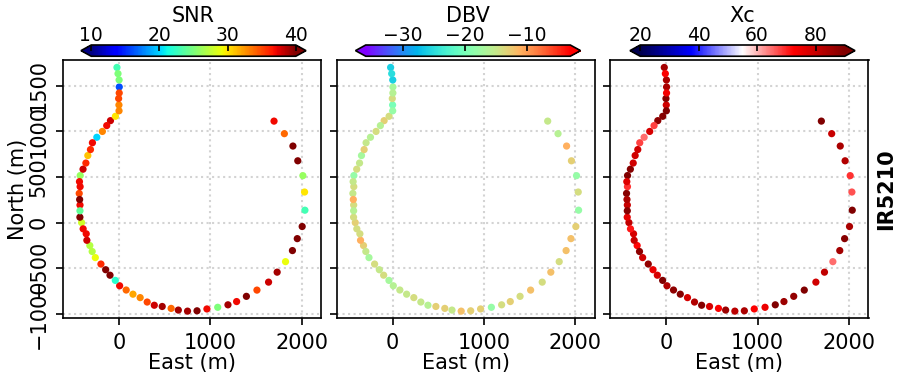 SNR DBV Xc
10 20 30 40 −30 −20 −10 20 40 60 80
North (m)
1500
1000
500
0
−500
−1000
0 1000 2000 0 1000 2000 0 1000 2000
East (m) East (m) East (m)
IR5210